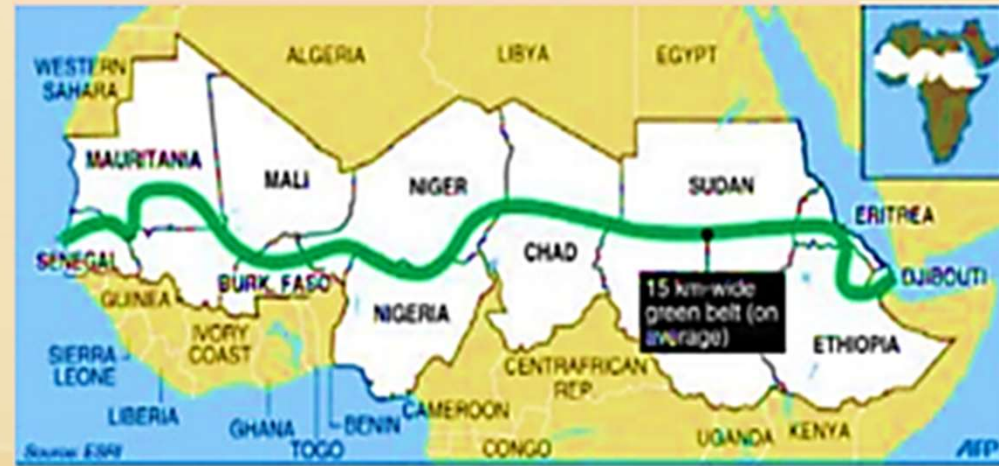 ALGERIA
LIBYA
EGYPT
WESTERN
SAHARA
MAURITANIA
MALI
NIGER
SUDAN
ERITREA
CHAD
SENEGAL
BURK. FASO
DJIBOUTI
15 km-wide
green belt (on
average)
GUINEA
NIGERIA
IVORY
COAST
ETHIOPIA
SIERRA
LEONE
CENTRAFRICAN
REP.
LIBERIA
GHANA
TOGO
BENIN
CAMEROON
CONGO
UGANDA
KENYA
Source: ESRI
AFP